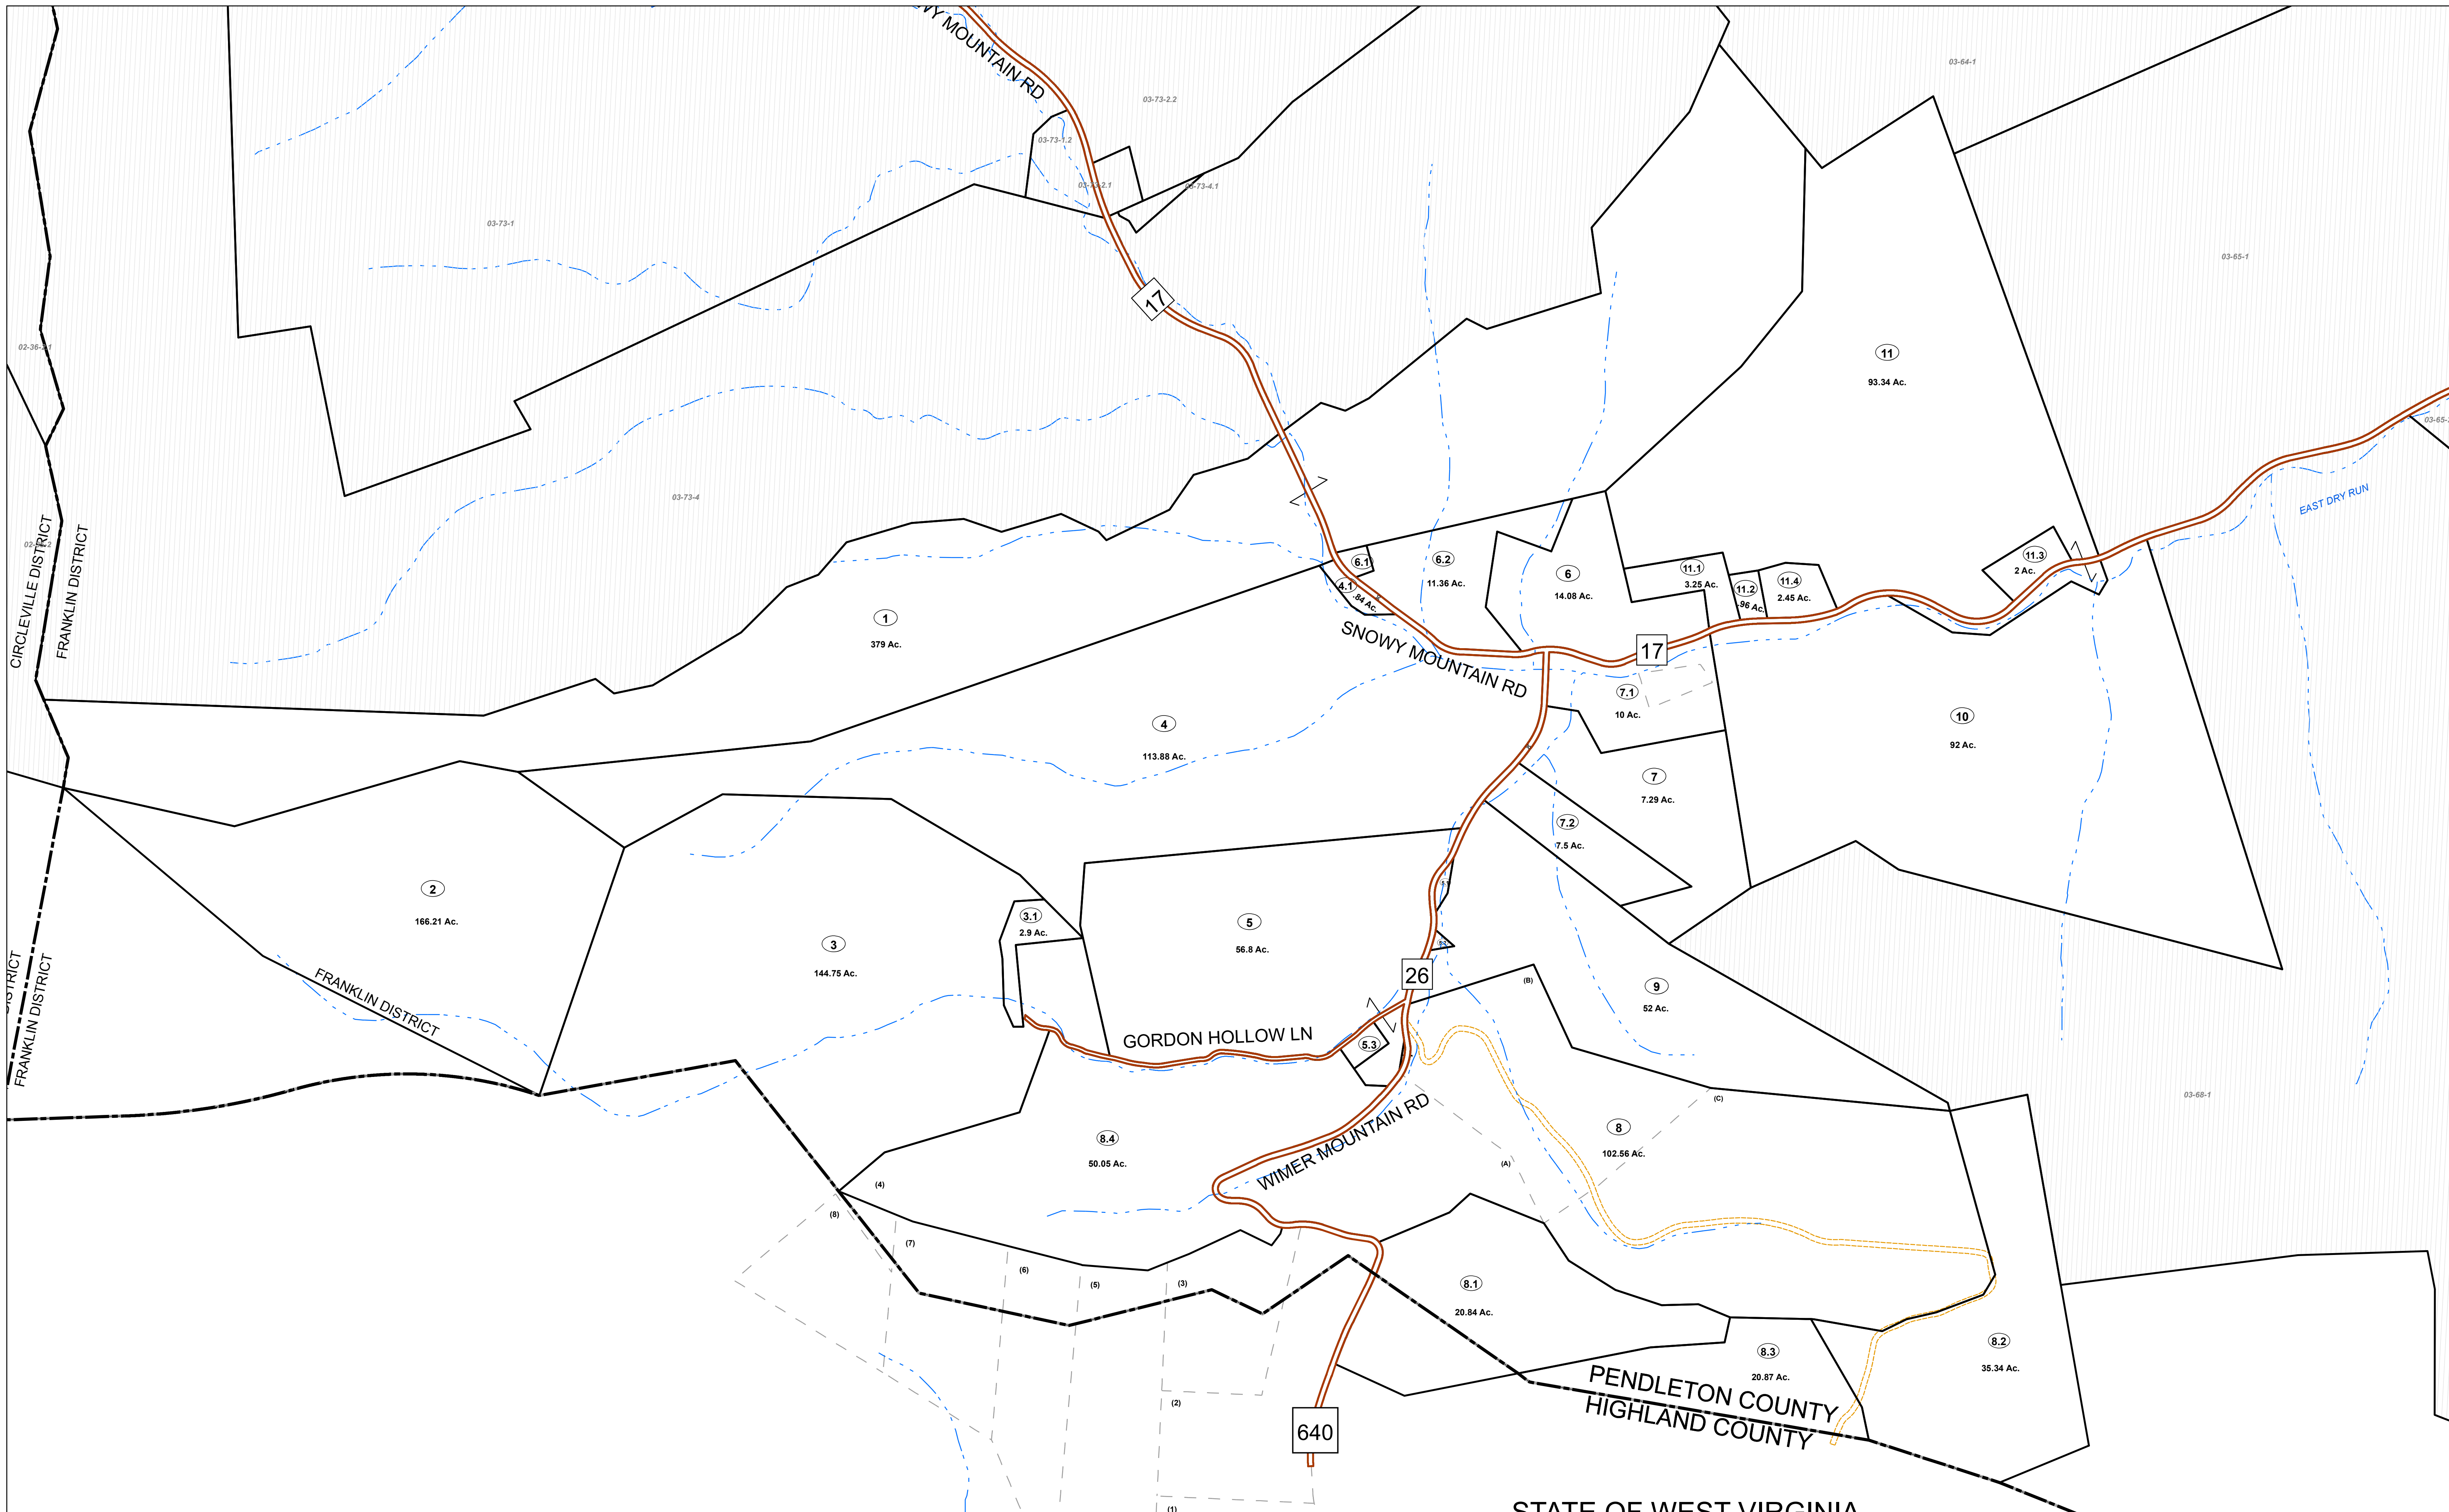 MOUNTAIN RD
03-64-1
03-73-2.2
03-73-1.2
03-73-2.1
03-73-4.1
03-73-1
03-65-1
17
02-36-2.1
11
93.34 Ac.
03-65-
03-73-4
EAST DRY RUN
CIRCLEVILLE DISTRICT
FRANKLIN DISTRICT
6.1
6.2
11.36 Ac.
4.1
.84 Ac.
6
14.08 Ac.
11.1
3.25 Ac.
11.2
.96 Ac.
11.4
2.45 Ac.
11.3
2 Ac.
1
379 Ac.
SNOWY MOUNTAIN RD
17
7.1
10 Ac.
4
113.88 Ac.
10
92 Ac.
7
7.29 Ac.
7.2
7.5 Ac.
2
166.21 Ac.
3.1
2.9 Ac.
5
56.8 Ac.
3
144.75 Ac.
26
9
52 Ac.
(B)
FRANKLIN DISTRICT
DISTRICT
FRANKLIN DISTRICT
GORDON HOLLOW LN
5.3
(C)
03-68-1
8
102.56 Ac.
8.4
50.05 Ac.
WIMER MOUNTAIN RD
(A)
(4)
(8)
(7)
(6)
(5)
(3)
8.1
20.84 Ac.
8.3
20.87 Ac.
8.2
35.34 Ac.
PENDLETON COUNTY
HIGHLAND COUNTY
(2)
640
(1)
STATE OF WEST VIRGINIA